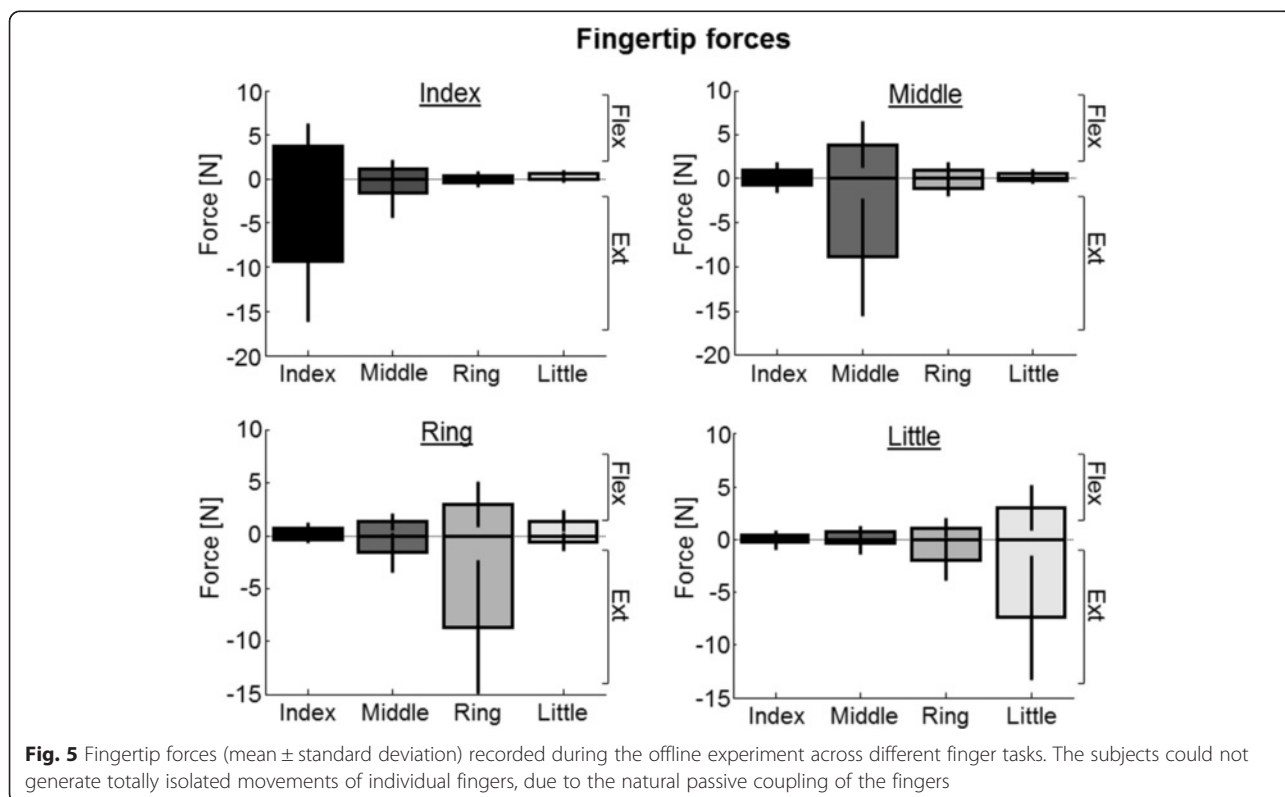 Fingertip forces
Index
Force [N]
10
5
0
-5
-10
-15
-20
Flex
Ext
Index Middle Ring Little
Middle
Force [N]
10
5
0
-5
-10
-15
-20
Flex
Ext
Index Middle Ring Little
Ring
Force [N]
10
5
0
-5
-10
-15
Flex
Ext
Index Middle Ring Little
Little
Force [N]
10
5
0
-5
-10
-15
Flex
Ext
Index Middle Ring Little
Fig. 5 Fingertip forces (mean ± standard deviation) recorded during the offline experiment across different finger tasks. The subjects could not
generate totally isolated movements of individual fingers, due to the natural passive coupling of the fingers